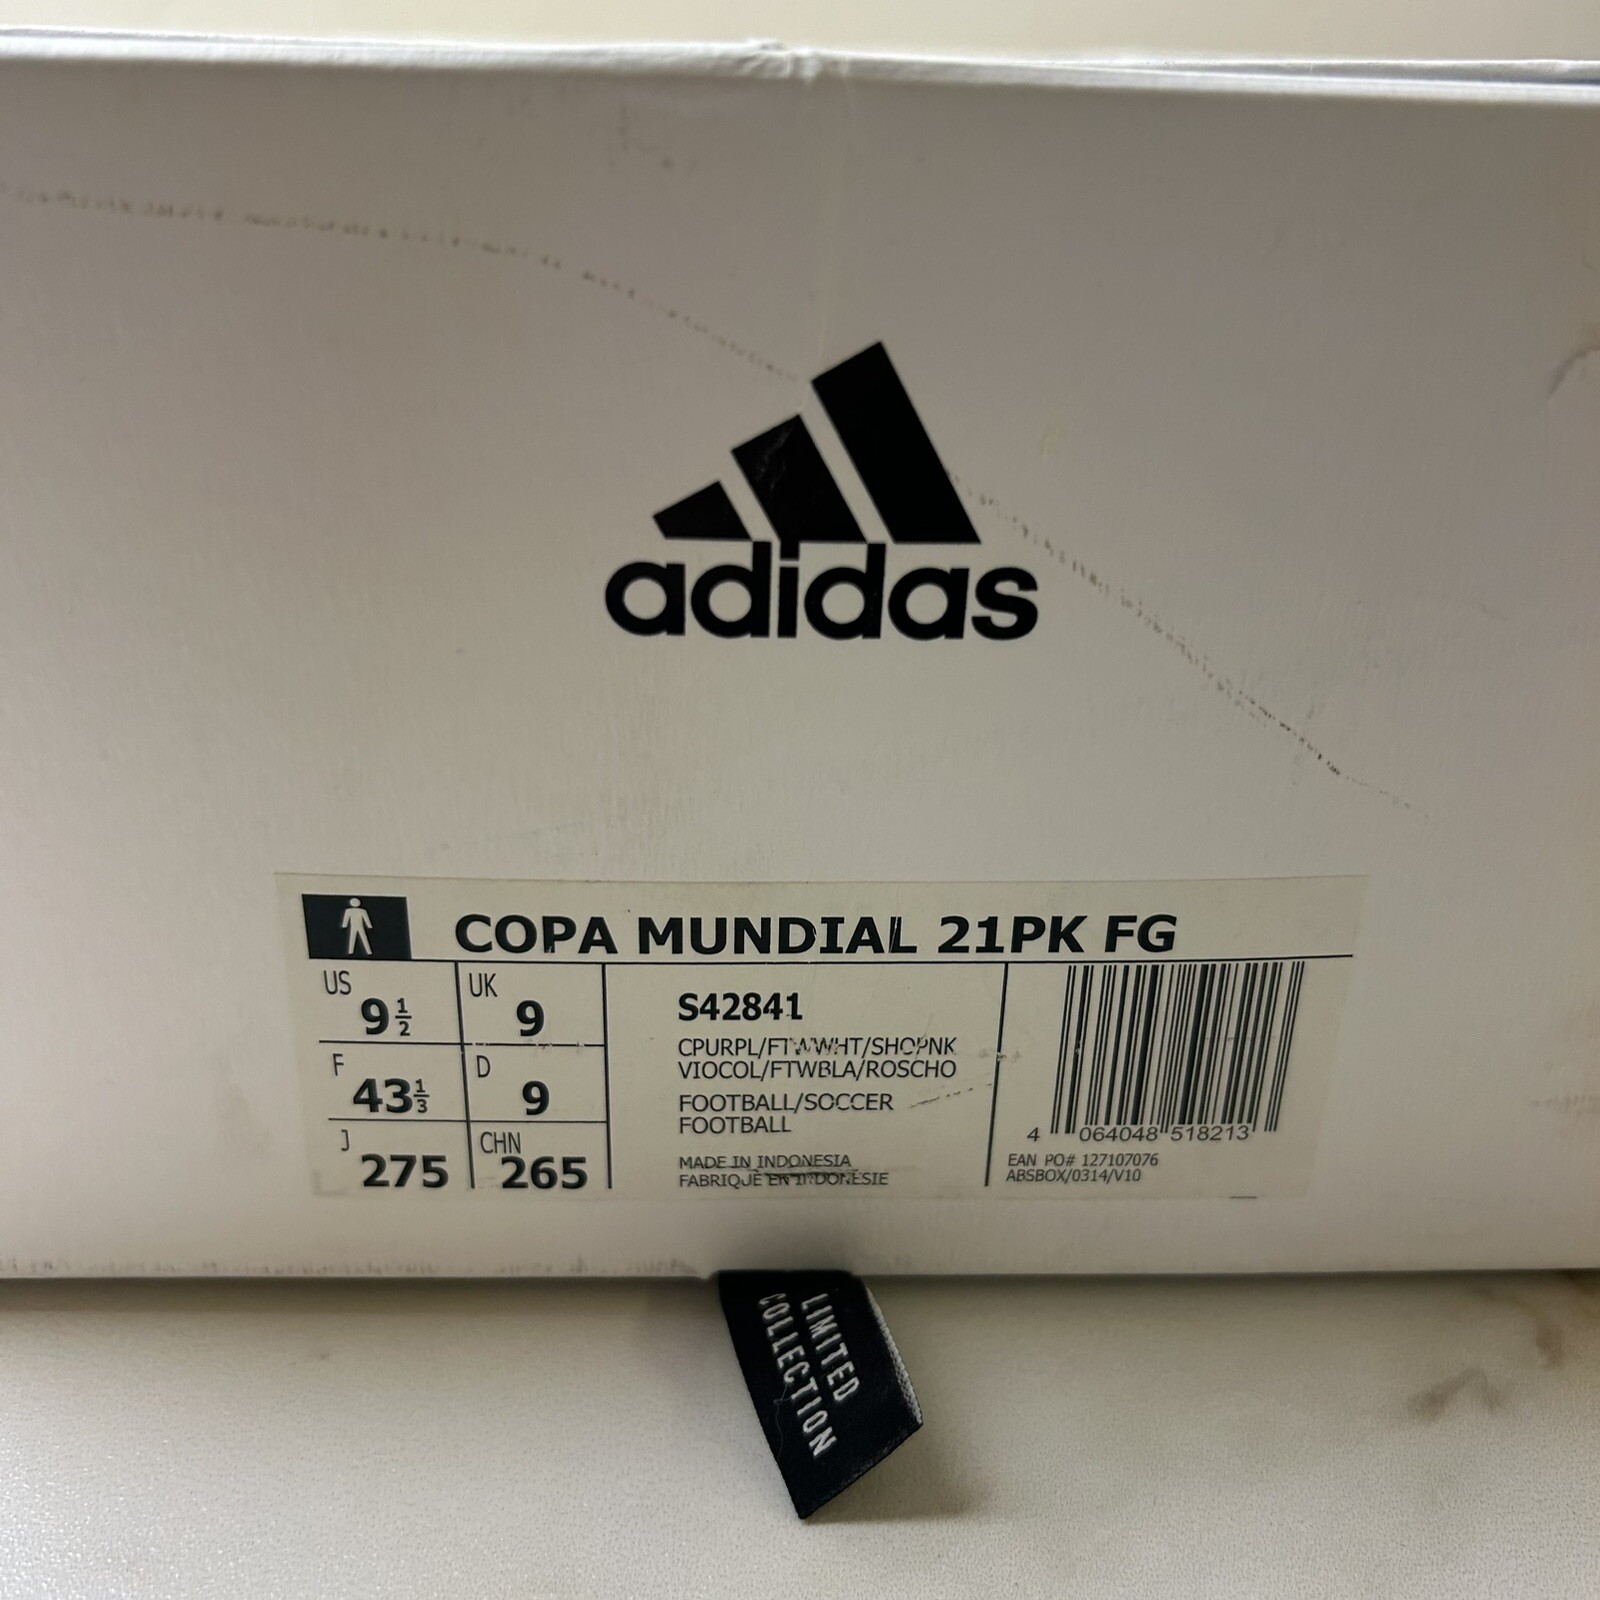 adidas
COPA MUNDIAL 21PK FG
US 9 1/2
UK 9
F 43 1/3
D 9
J 275
CHN 265
S42841
CPURPL/FTWWHT/SHOPNK
VIOCOL/FTWBLA/ROSCHO
FOOTBALL/SOCCER
FOOTBALL
MADE IN INDONESIA
FABRIQUÉ EN INDONESIE
4 064048 518213
EAN PO# 127107076
ABSBOX/0314/V10
LIMITED
COLLECTION